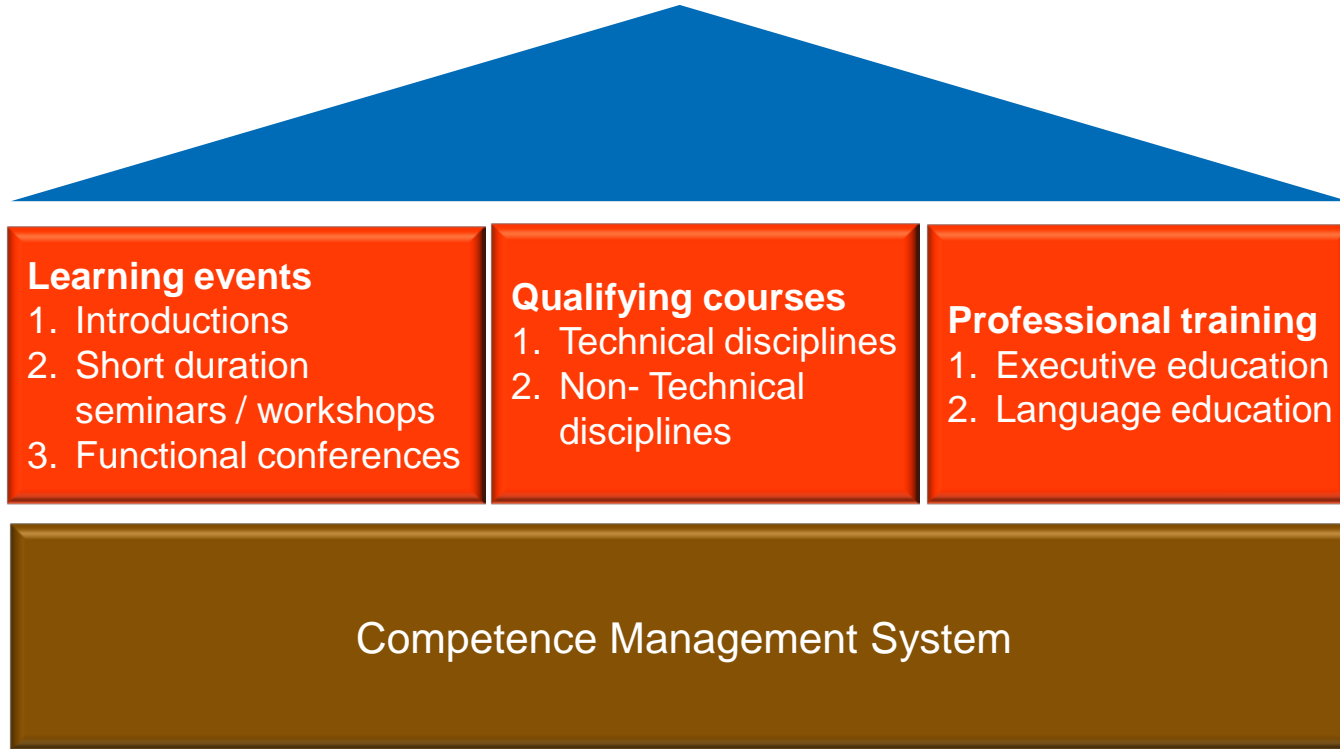 Learning events
1. Introductions
2. Short duration
seminars / workshops
3. Functional conferences
Qualifying courses
1. Technical disciplines
2. Non- Technical
disciplines
Professional training
1. Executive education
2. Language education
Competence Management System